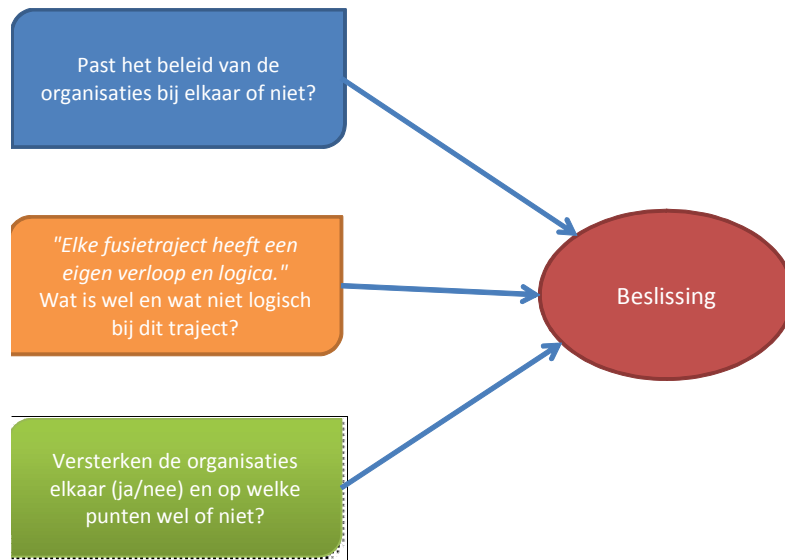 Past het beleid van de
organisaties bij elkaar of niet?
"Elke fusietraject heeft een
eigen verloop en logica."
Wat is wel en wat niet logisch
bij dit traject?
Beslissing
Versterken de organisaties
elkaar (ja/nee) en op welke
punten wel of niet?